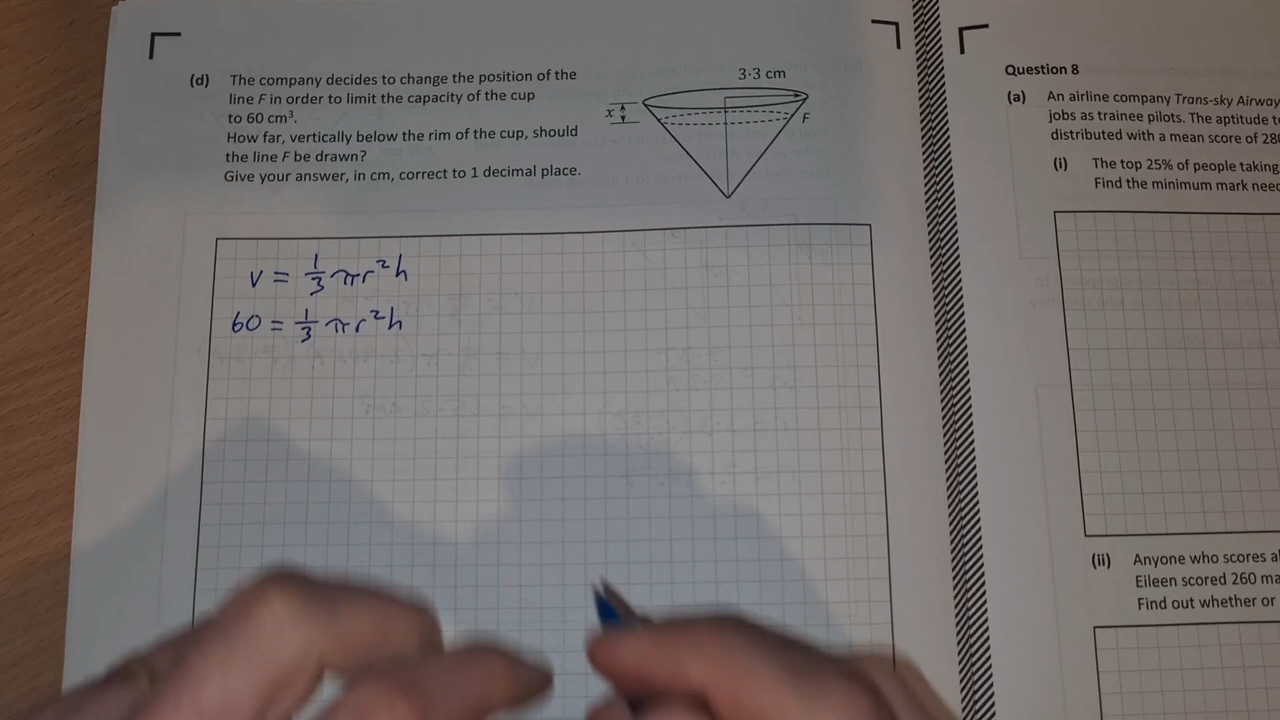 (d) The company decides to change the position of the
line F in order to limit the capacity of the cup
to 60 cm³.
How far, vertically below the rim of the cup, should
the line F be drawn?
Give your answer, in cm, correct to 1 decimal place.
3·3 cm
x
F
v = 1/3 πr²h
60 = 1/3 πr²h
Question 8
(a) An airline company Trans-sky Airway
jobs as trainee pilots. The aptitude t
distributed with a mean score of 28
(i) The top 25% of people taking
Find the minimum mark need
(ii) Anyone who scores a
Eileen scored 260 ma
Find out whether or